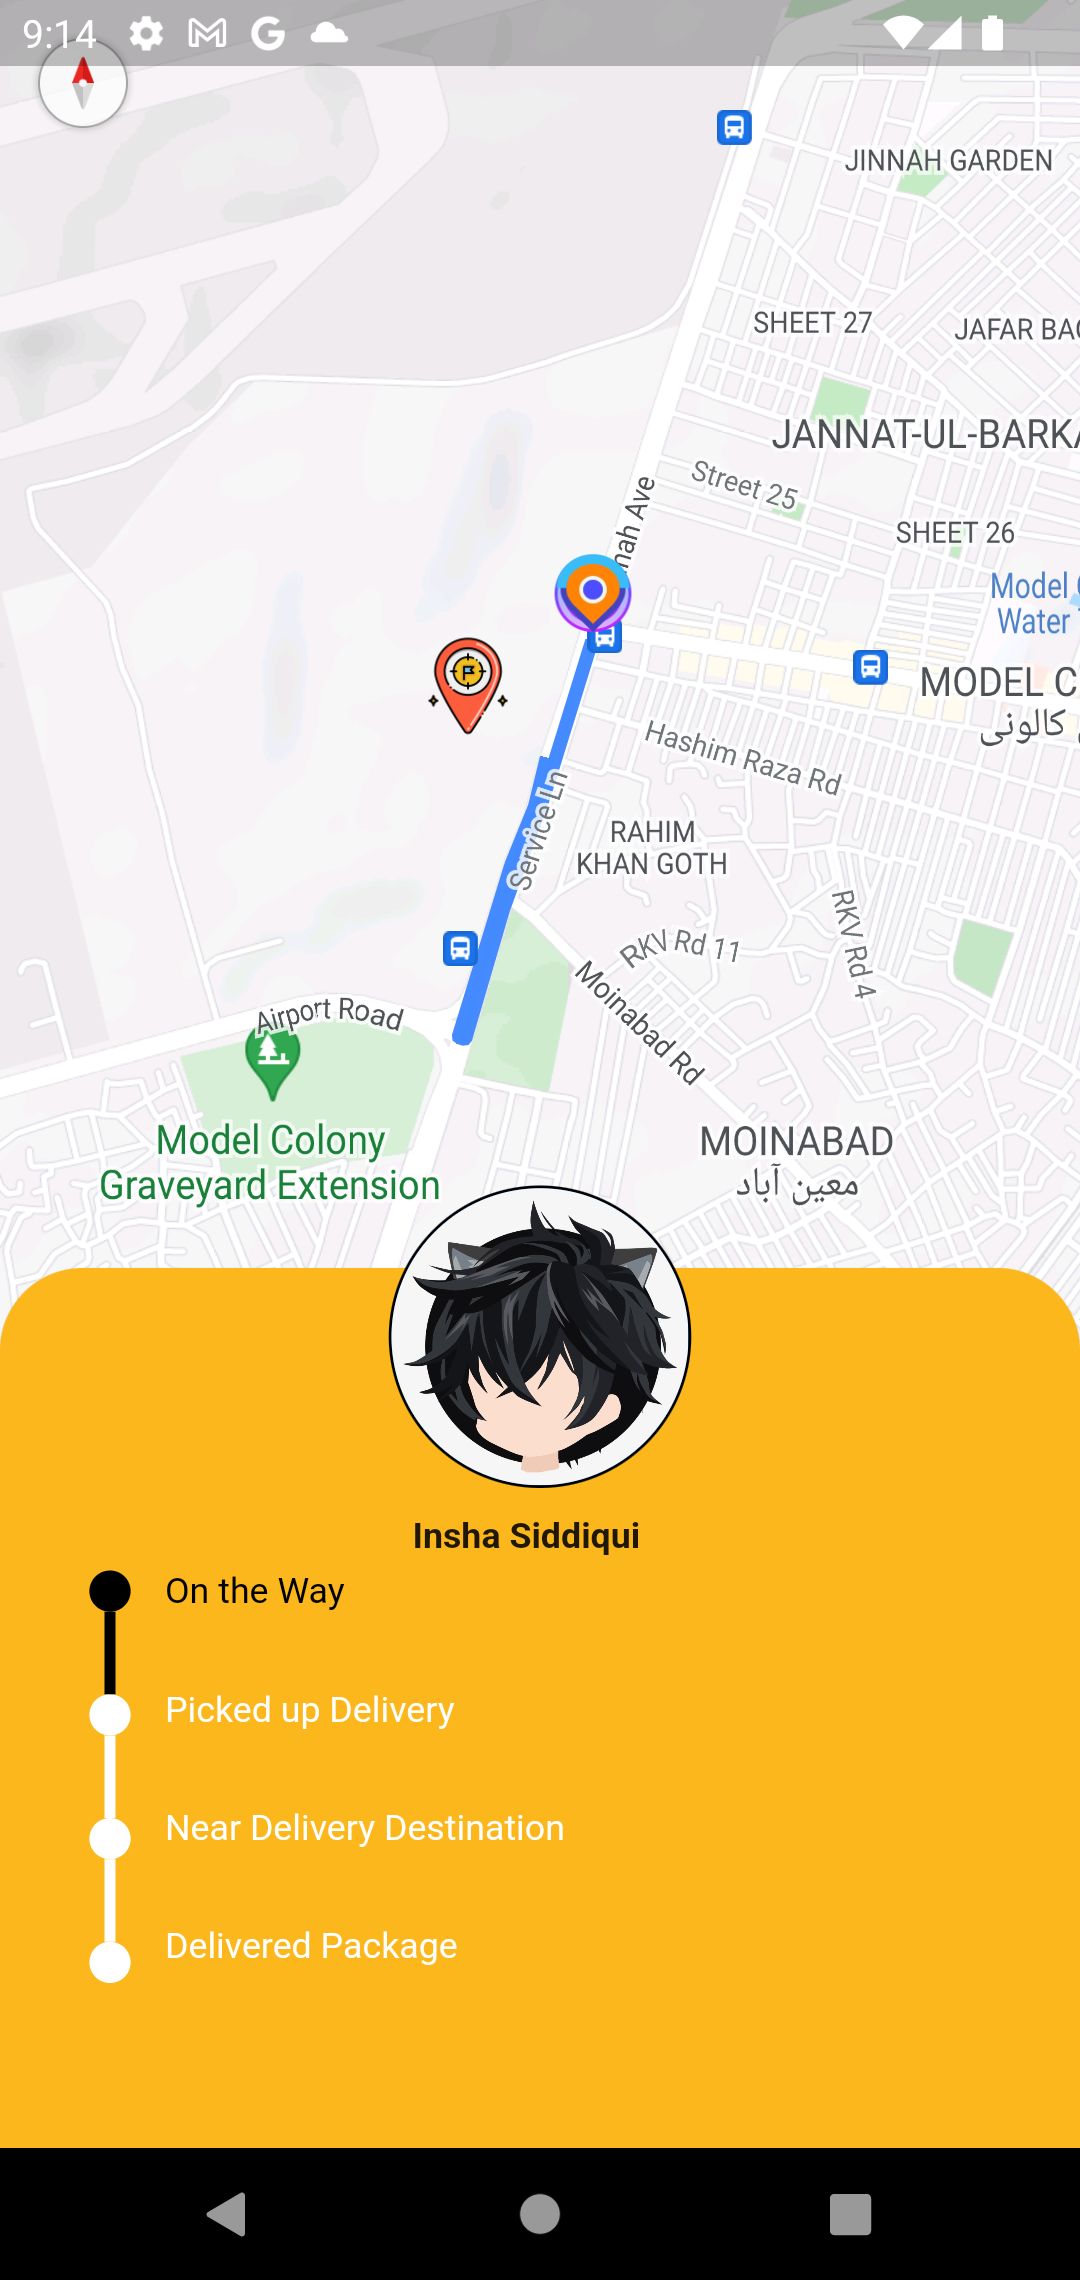 9:14
JINNAH GARDEN
SHEET 27
JAFAR BAG
JANNAT-UL-BARKA
Street 25
nah Ave
SHEET 26
Model
Water
MODEL C
کالونی
Hashim Raza Rd
Service Ln
RAHIM
KHAN GOTH
RKV Rd 4
RKV Rd 11
Moinabad Rd
Airport Road
Model Colony
Graveyard Extension
MOINABAD
معین آباد
Insha Siddiqui
On the Way
Picked up Delivery
Near Delivery Destination
Delivered Package